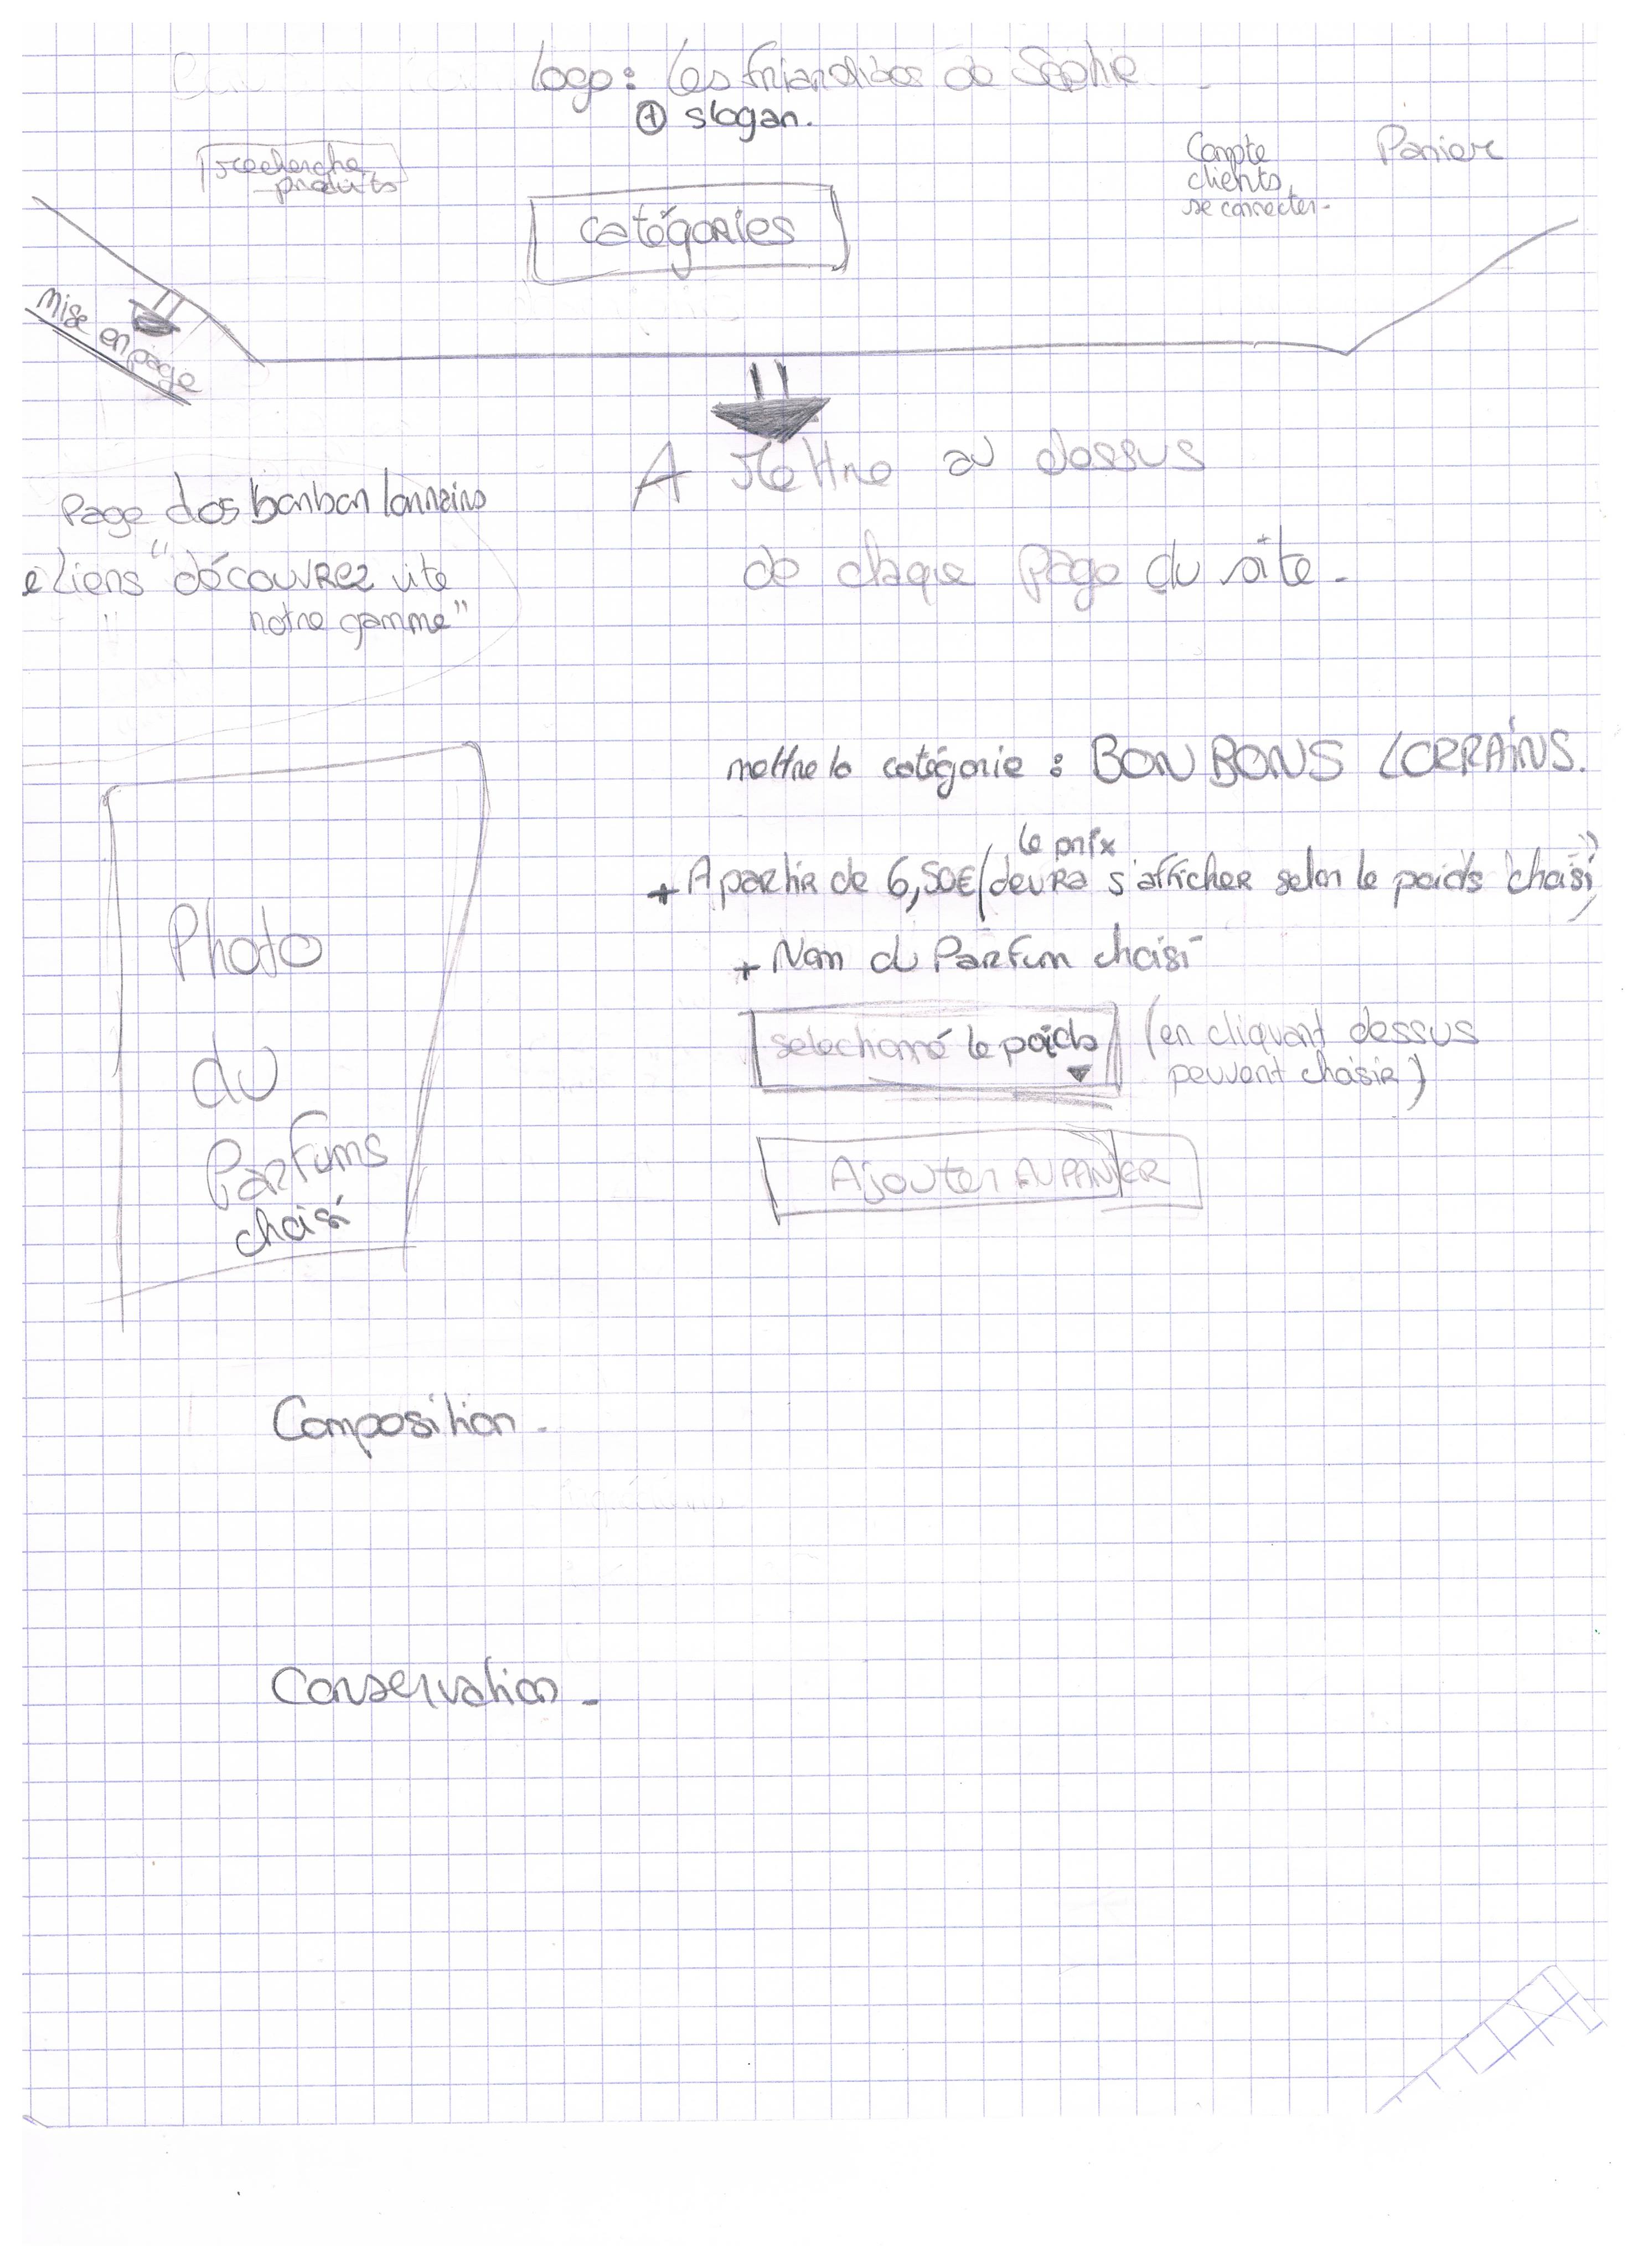 logo : Les friandises de Sophie
+ slogan.
recherche
produits
Compte
clients
se connecter -
Panier
catégories
Mise
en page
A Mettre au dessus
de chaque page du site -
Page des bonbon lorrains
liens "découvrez vite
notre gamme"
mettre la catégorie : BONBONS LORRAINS.
le prix
+ A partir de 6,50€ (devra s'afficher selon le poids "choisi")
+ Nom du Parfum choisi
selectionné le poids
(en cliquant dessus
peuvent choisir)
Ajouter AU PANIER
Photo
du
Parfums
choisi
Composition -
Conservation -